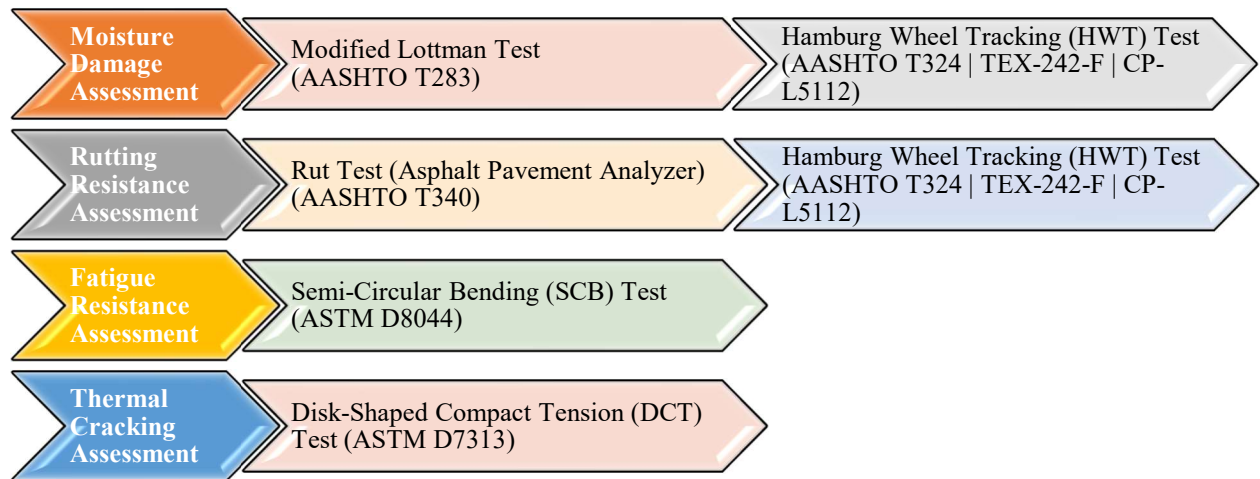 Moisture
Damage
Assessment
Modified Lottman Test
(AASHTO T283)
Hamburg Wheel Tracking (HWT) Test
(AASHTO T324 | TEX-242-F | CP-
L5112)
Rutting
Resistance
Assessment
Rut Test (Asphalt Pavement Analyzer)
(AASHTO T340)
Hamburg Wheel Tracking (HWT) Test
(AASHTO T324 | TEX-242-F | CP-
L5112)
Fatigue
Resistance
Assessment
Semi-Circular Bending (SCB) Test
(ASTM D8044)
Thermal
Cracking
Assessment
Disk-Shaped Compact Tension (DCT)
Test (ASTM D7313)